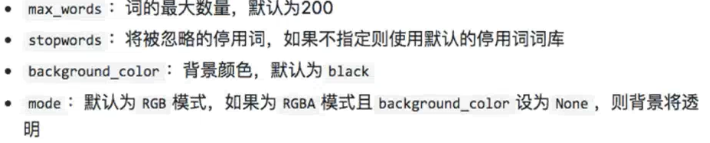 • max_words： 词的最大数量，默认为200
• stopwords： 将被忽略的停用词，如果不指定则使用默认的停用词词库
• background_color： 背景颜色，默认为 black
• mode： 默认为 RGB 模式，如果为 RGBA 模式且 background_color 设为 None ，则背景将透
明